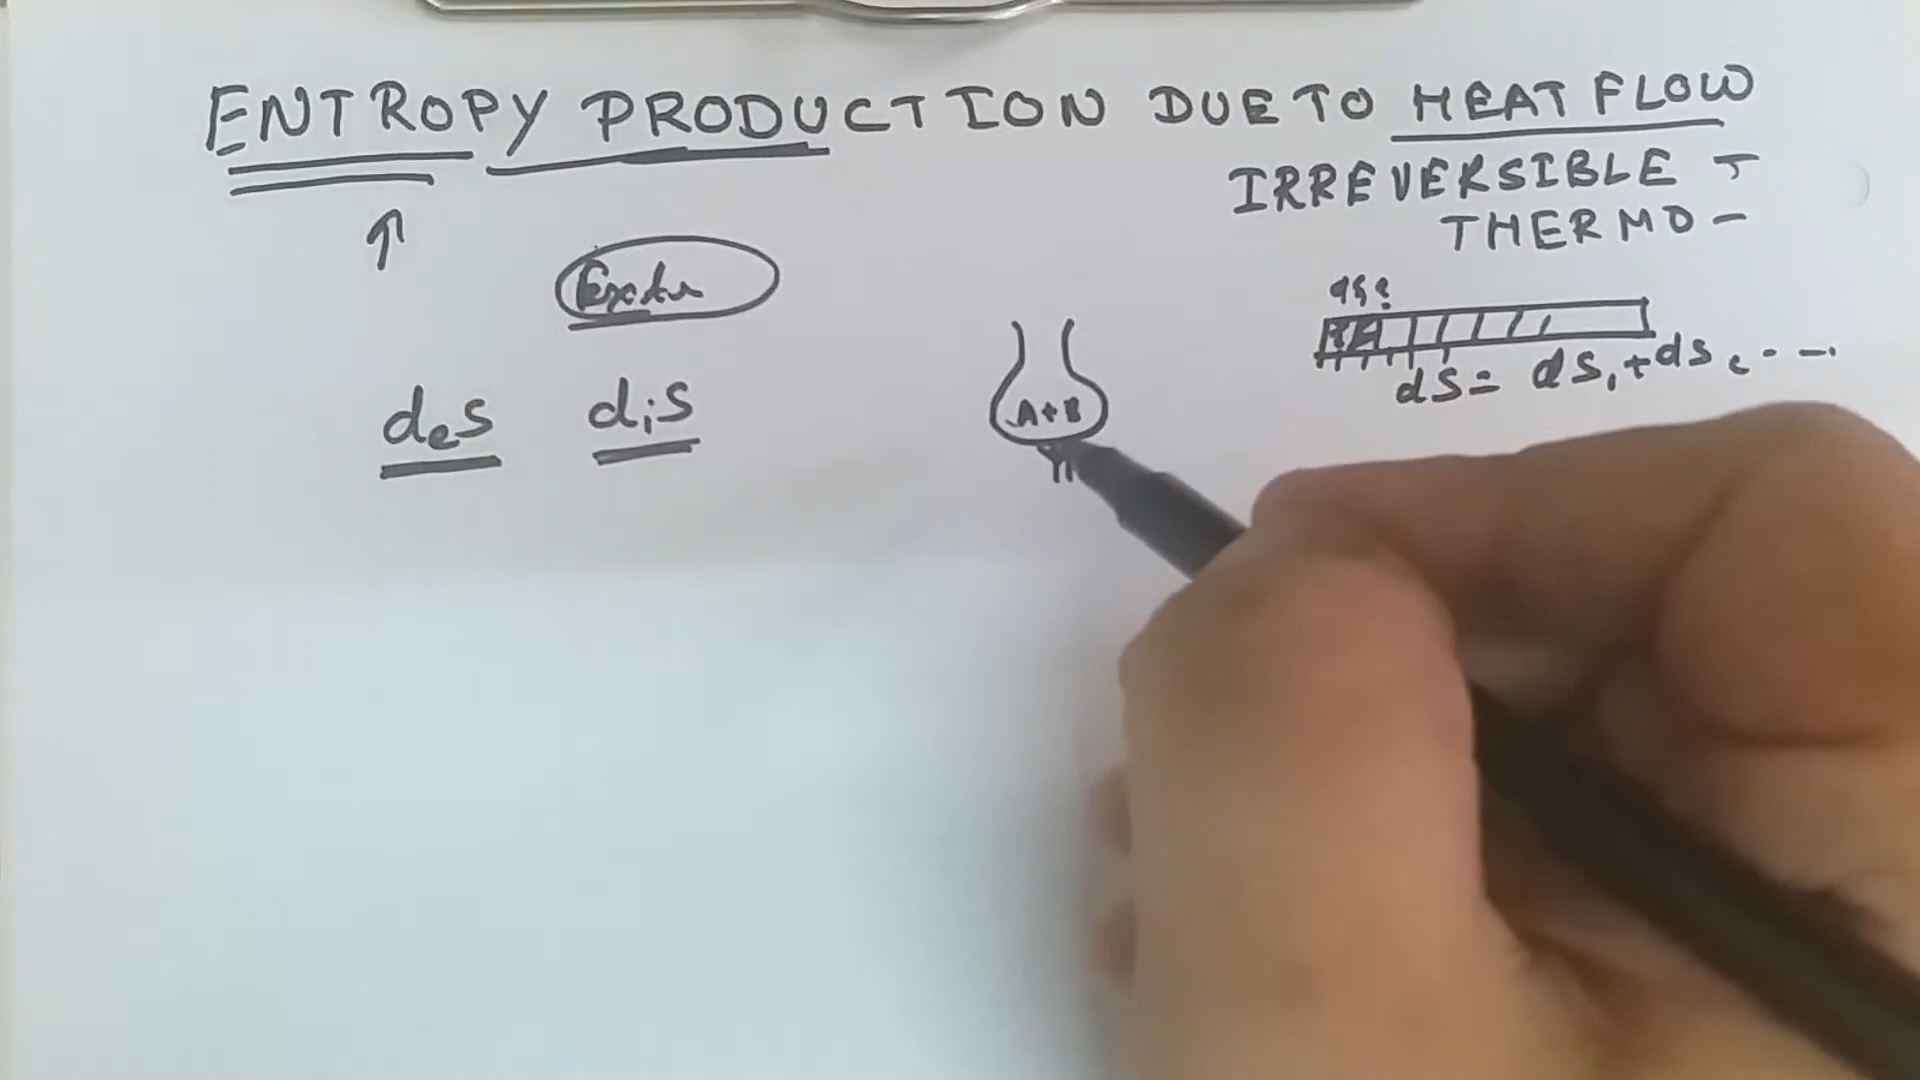 ENTROPY PRODUCTION DUE TO HEAT FLOW
IRREVERSIBLE -
THERMO -
deS diS
A+B
dS = dS1 + dS2 . - - .